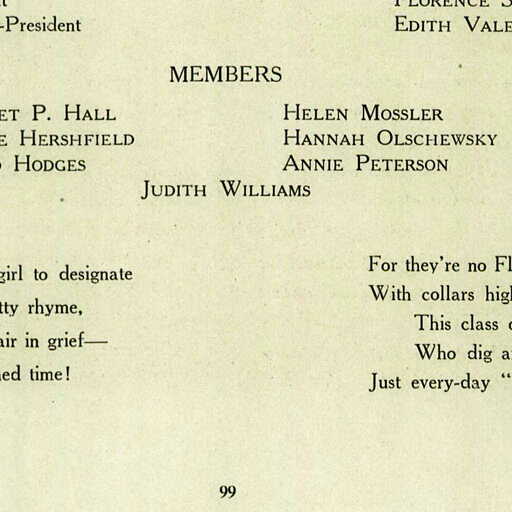 -President
EDITH VALE
MEMBERS
ET P. HALL
E HERSHFIELD
HODGES
HELEN MOSSLER
HANNAH OLSCHEWSKY
ANNIE PETERSON
JUDITH WILLIAMS
girl to designate
tty rhyme,
air in grief—
ned time!
For they're no Fl
With collars high
This class o
Who dig a
Just every-day “
99